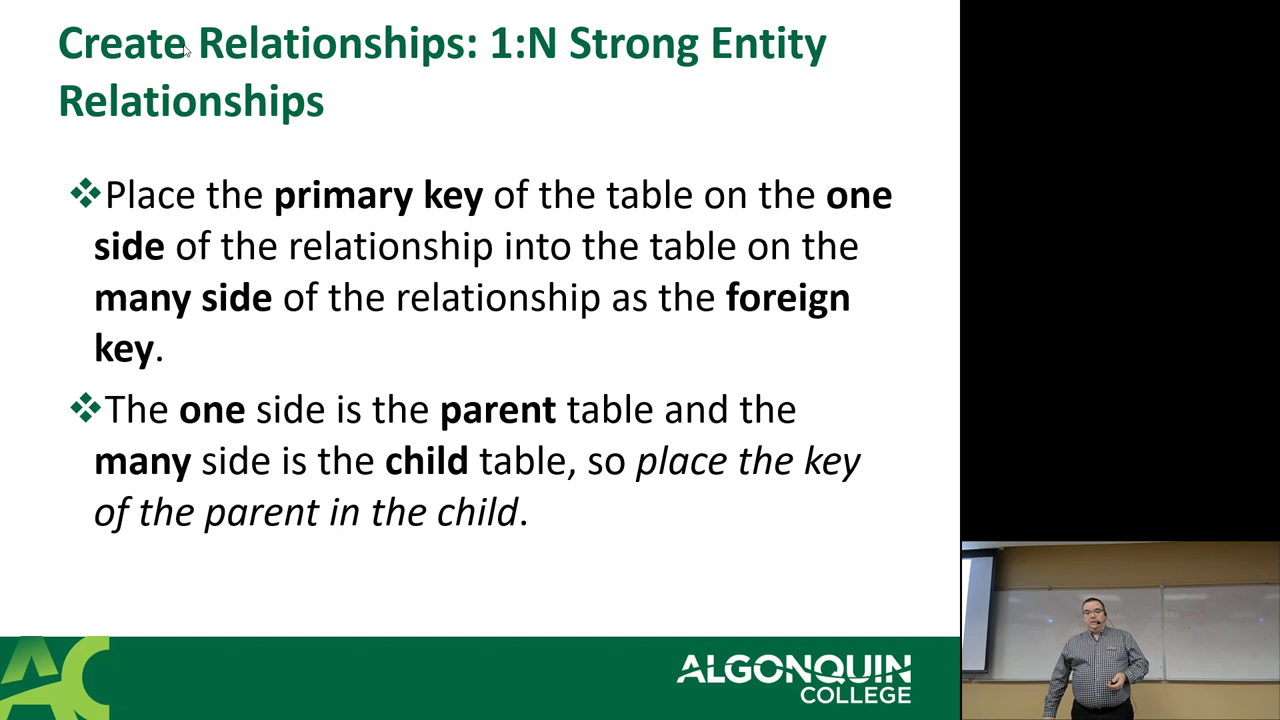 Create Relationships: 1:N Strong Entity
Relationships
❖Place the primary key of the table on the one
side of the relationship into the table on the
many side of the relationship as the foreign
key.
❖The one side is the parent table and the
many side is the child table, so place the key
of the parent in the child.
AC
ALGONQUIN
COLLEGE